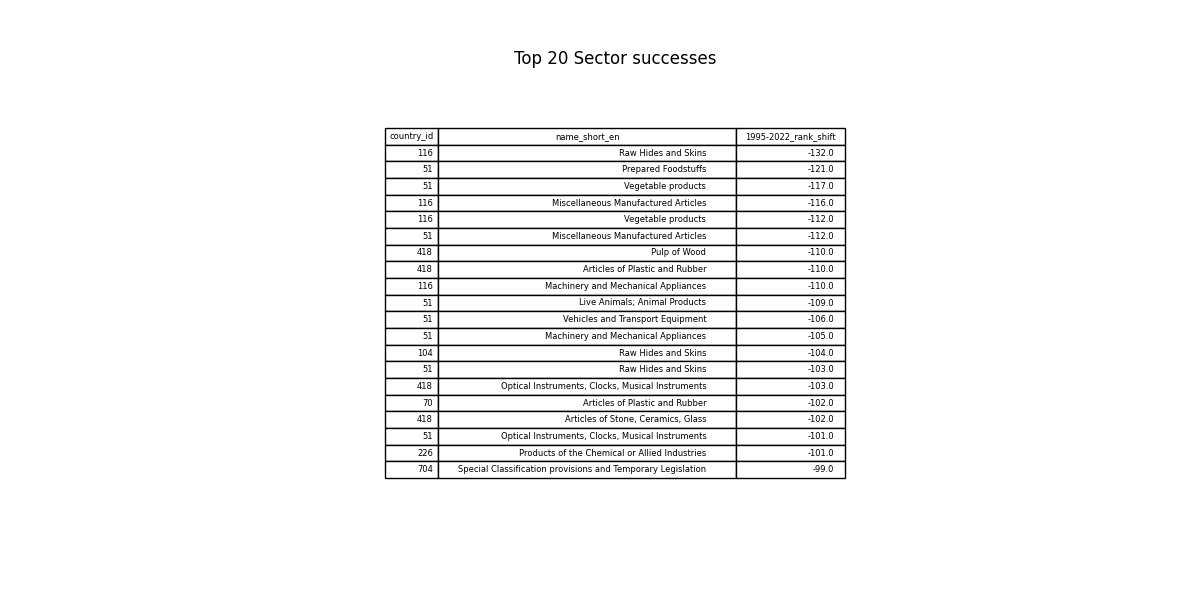 Top 20 Sector successes
country_id name_short_en 1995-2022_rank_shift
116 Raw Hides and Skins -132.0
51 Prepared Foodstuffs -121.0
51 Vegetable products -117.0
116 Miscellaneous Manufactured Articles -116.0
116 Vegetable products -112.0
51 Miscellaneous Manufactured Articles -112.0
418 Pulp of Wood -110.0
418 Articles of Plastic and Rubber -110.0
116 Machinery and Mechanical Appliances -110.0
51 Live Animals; Animal Products -109.0
51 Vehicles and Transport Equipment -106.0
51 Machinery and Mechanical Appliances -105.0
104 Raw Hides and Skins -104.0
51 Raw Hides and Skins -103.0
418 Optical Instruments, Clocks, Musical Instruments -103.0
70 Articles of Plastic and Rubber -102.0
418 Articles of Stone, Ceramics, Glass -102.0
51 Optical Instruments, Clocks, Musical Instruments -101.0
226 Products of the Chemical or Allied Industries -101.0
704 Special Classification provisions and Temporary Legislation -99.0